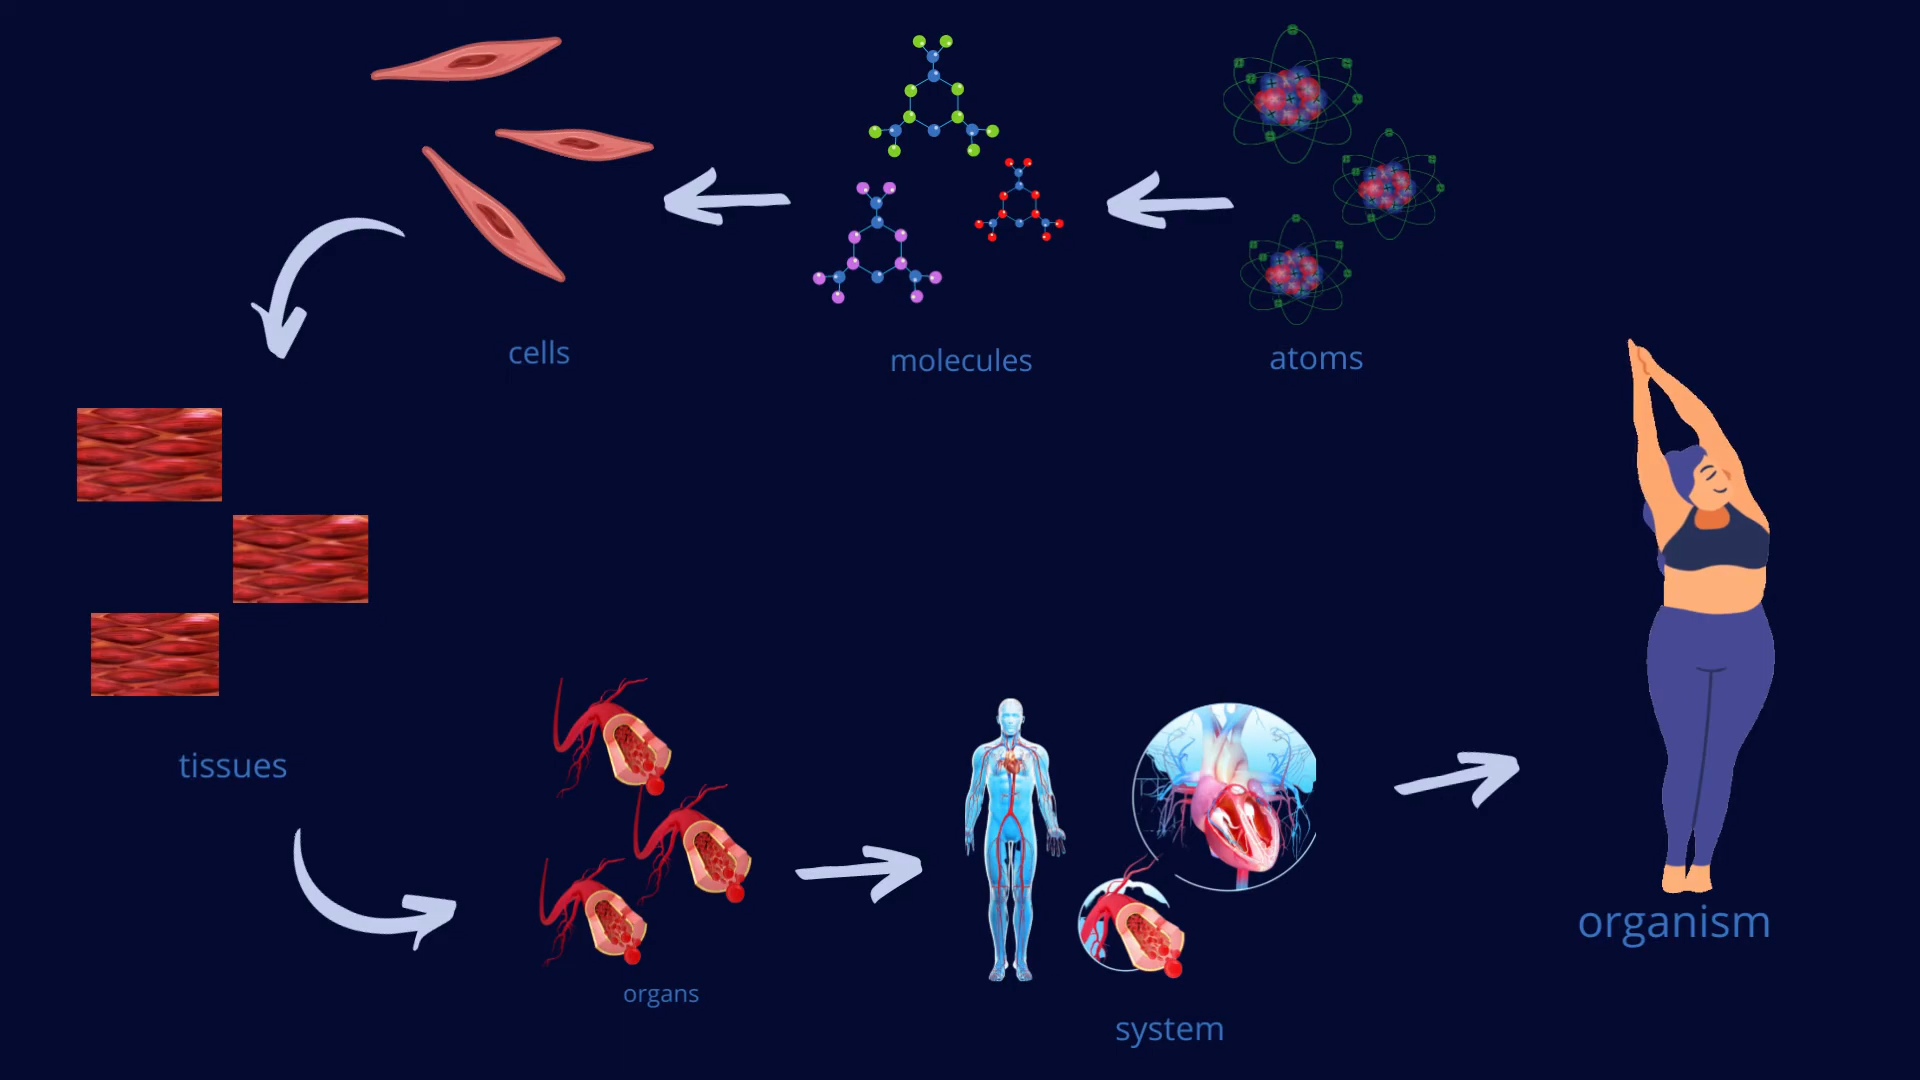 cells
molecules
atoms
tissues
organs
system
organism